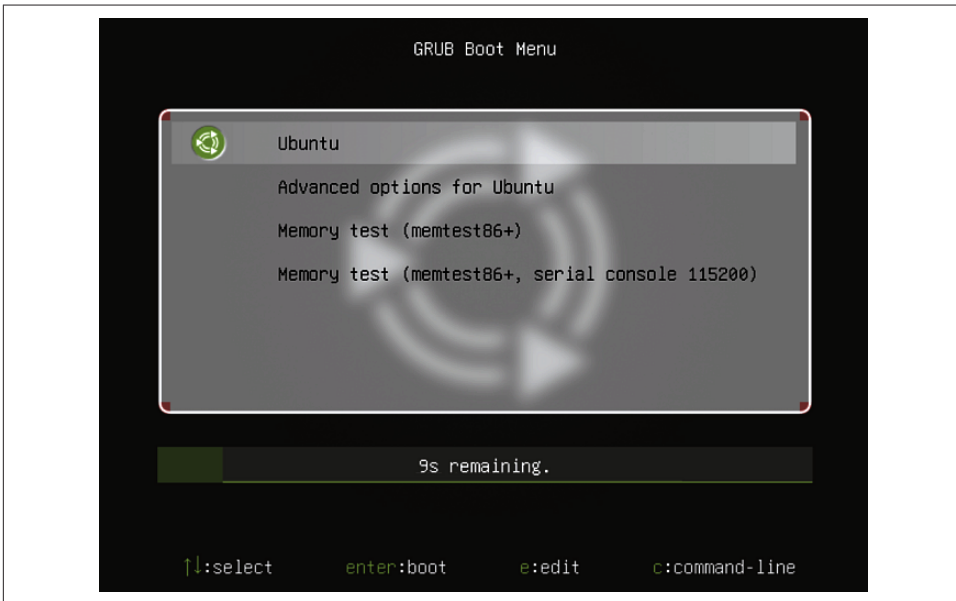 GRUB Boot Menu
Ubuntu
Advanced options for Ubuntu
Memory test (memtest86+)
Memory test (memtest86+, serial console 115200)
9s remaining.
↑↓:select enter:boot e:edit c:command-line